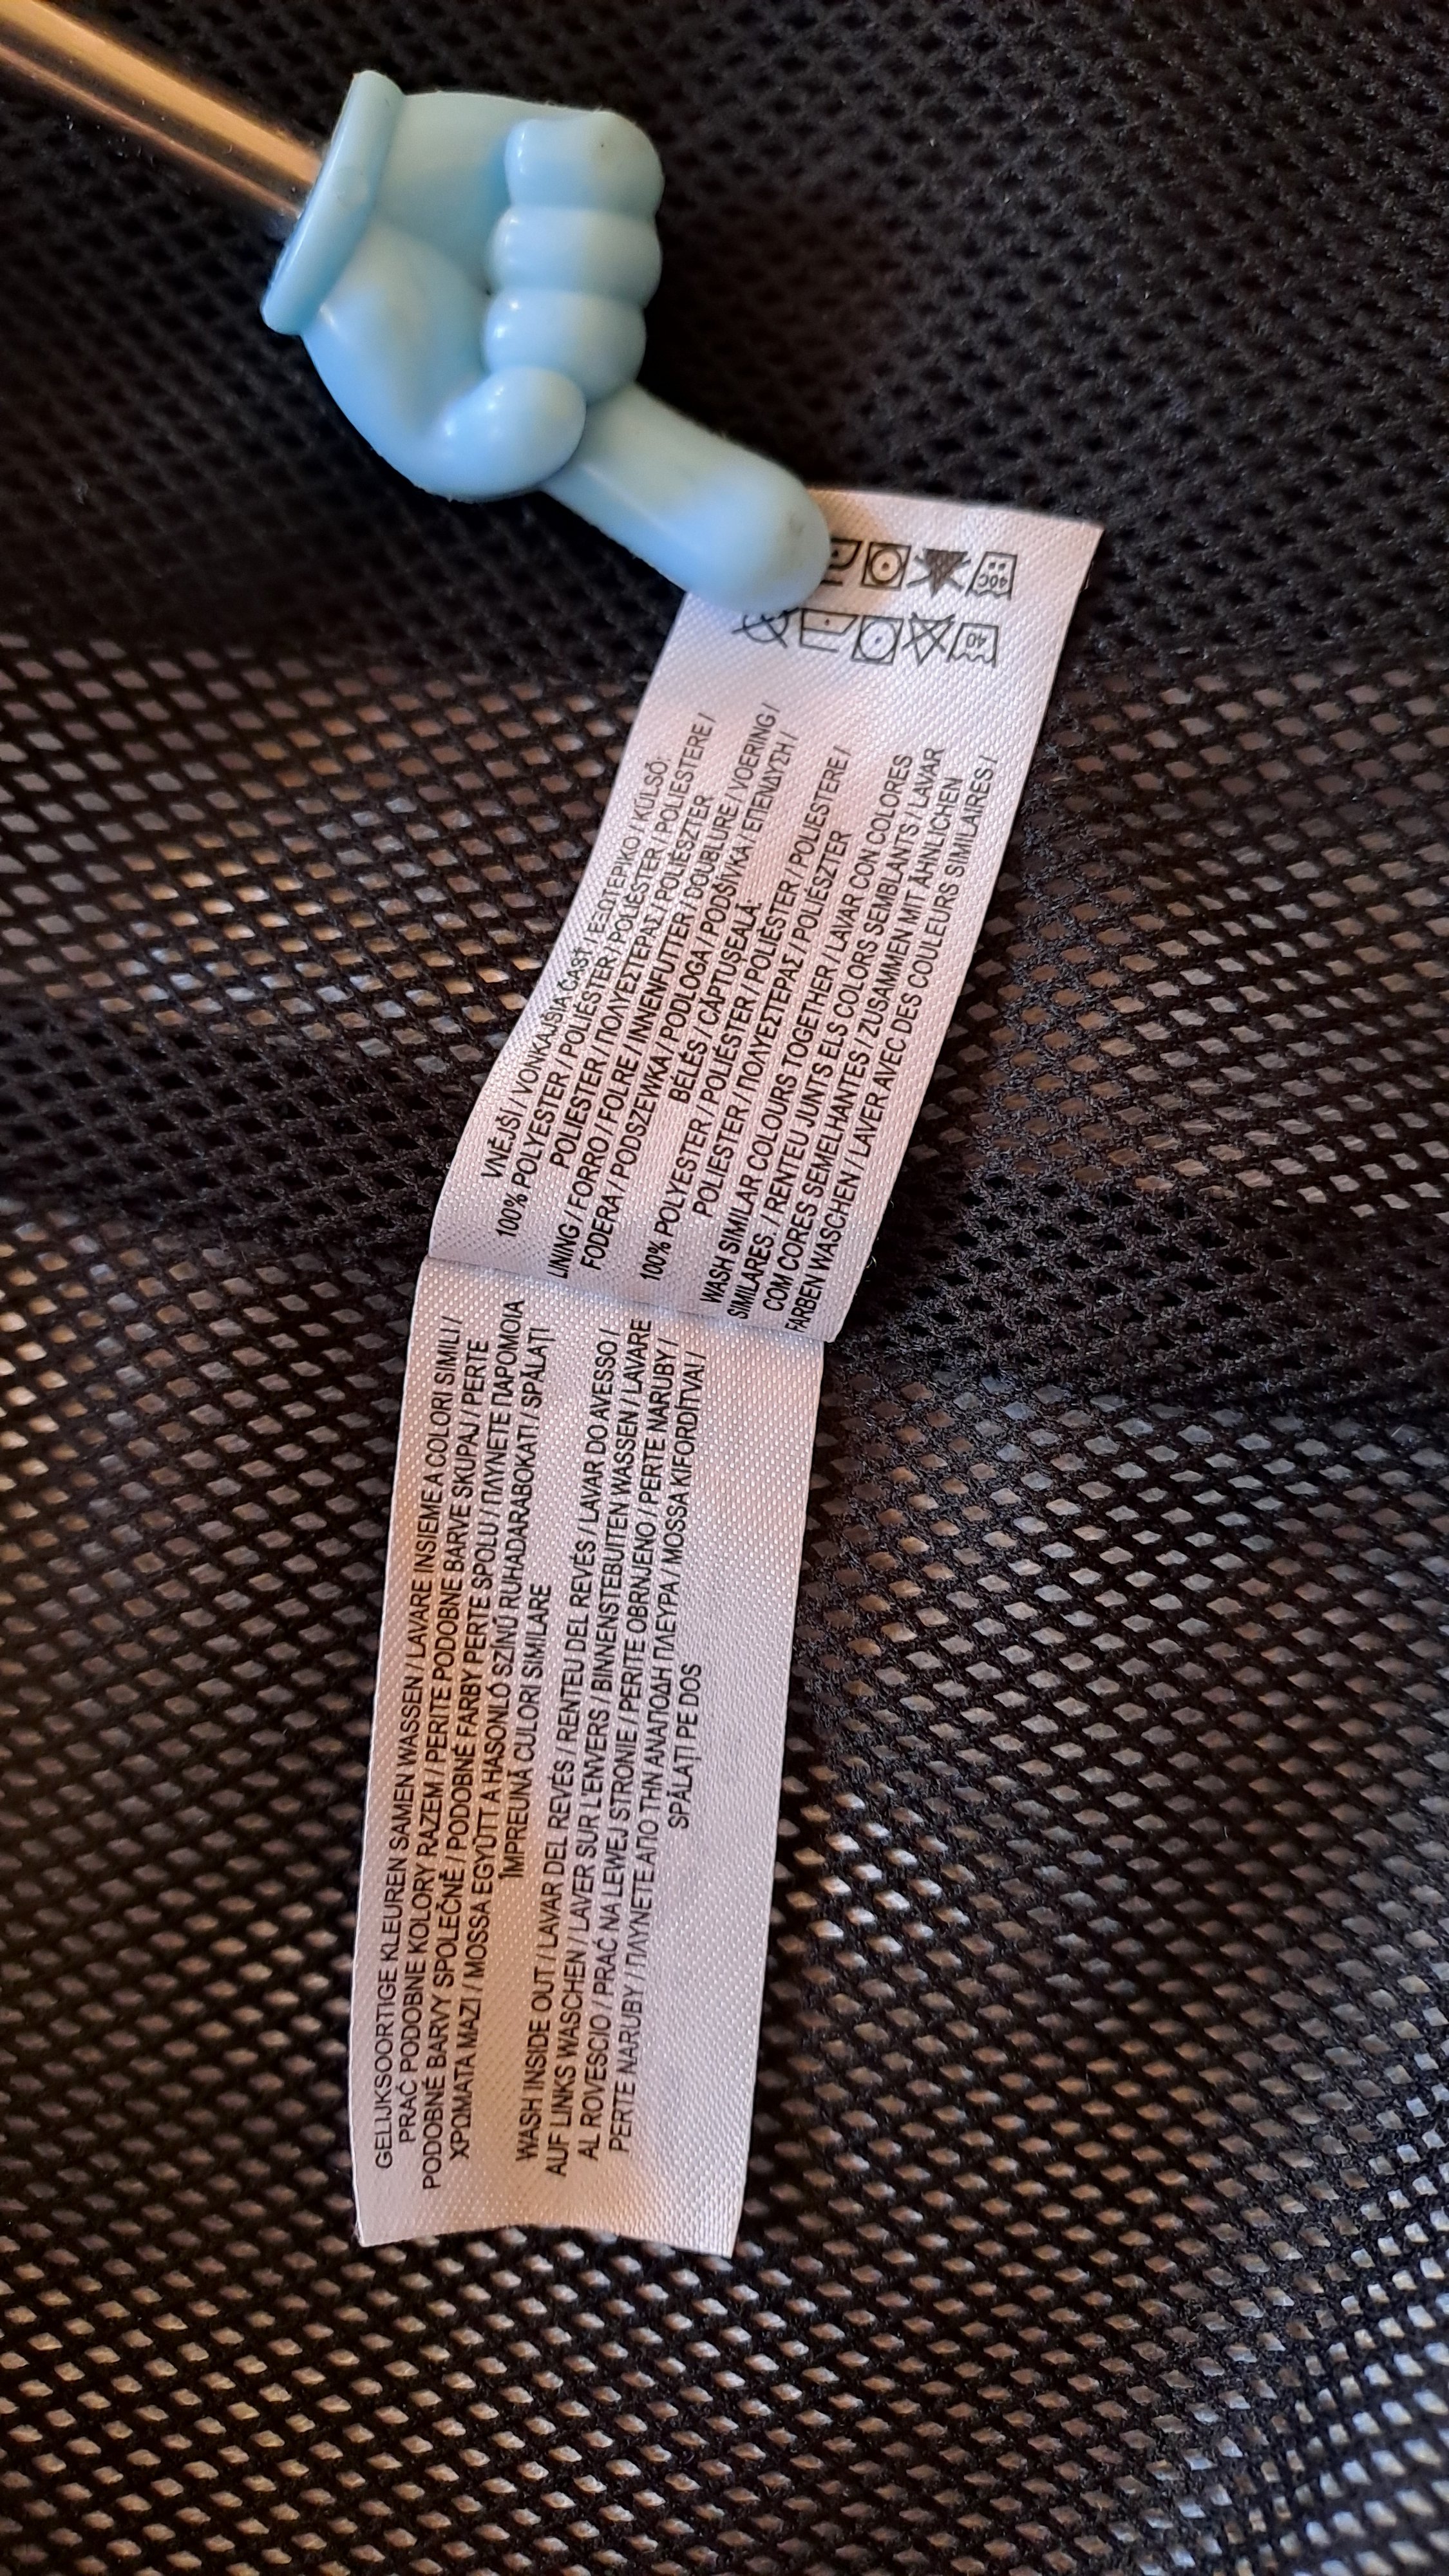 40C
40
VNĚJŠÍ / VONKAJŠIA ČASŤ / ΕΞΩΤΕΡΙΚΟ / KÜLSŐ:
100% POLYESTER / POLIÉSTER / POLIÈSTER / POLIESTERE /
POLIESTER / ΠΟΛΥΕΣΤΕΡΑΣ / POLIÉSZTER
LINING / FORRO / FOLRE / INNENFUTTER / DOUBLURE / VOERING /
FODERA / PODSZEWKA / PODLOGA / PODŠÍVKA / ΕΠΕΝΔΥΣΗ /
BÉLÉS / CĂPTUȘEALĂ:
100% POLYESTER / POLIÉSTER / POLIÈSTER / POLIESTERE /
POLIESTER / ΠΟΛΥΕΣΤΕΡΑΣ / POLIÉSZTER
WASH SIMILAR COLOURS TOGETHER / LAVAR CON COLORES
SIMILARES / RENTEU JUNTS ELS COLORS SEMBLANTS / LAVAR
COM CORES SEMELHANTES / ZUSAMMEN MIT ÄHNLICHEN
FARBEN WASCHEN / LAVER AVEC DES COULEURS SIMILAIRES /
GELIJKSOORTIGE KLEUREN SAMEN WASSEN / LAVARE INSIEME A COLORI SIMILI /
PRAĆ PODOBNE KOLORY RAZEM / PERITE PODOBNE BARVE SKUPAJ / PERTE
PODOBNÉ BARVY SPOLEČNĚ / PODOBNÉ FARBY PERTE SPOLU / ΠΛΥΝΕΤΕ ΠΑΡΟΜΟΙΑ
ΧΡΩΜΑΤΑ ΜΑΖΙ / MOSSA EGYÜTT A HASONLÓ SZÍNŰ RUHADARABOKAT / SPĂLAȚI
ÎMPREUNĂ CULORI SIMILARE
WASH INSIDE OUT / LAVAR DEL REVÉS / RENTEU DEL REVÉS / LAVAR DO AVESSO /
AUF LINKS WASCHEN / LAVER SUR L'ENVERS / BINNENSTEBUITEN WASSEN / LAVARE
AL ROVESCIO / PRAĆ NA LEWEJ STRONIE / PERITE OBRNJENO / PERTE NARUBY /
PERTE NARUBY / ΠΛΥΝΕΤΕ ΑΠΟ ΤΗΝ ΑΝΑΠΟΔΗ ΠΛΕΥΡΑ / MOSSA KIFORDÍTVA! /
SPĂLAȚI PE DOS